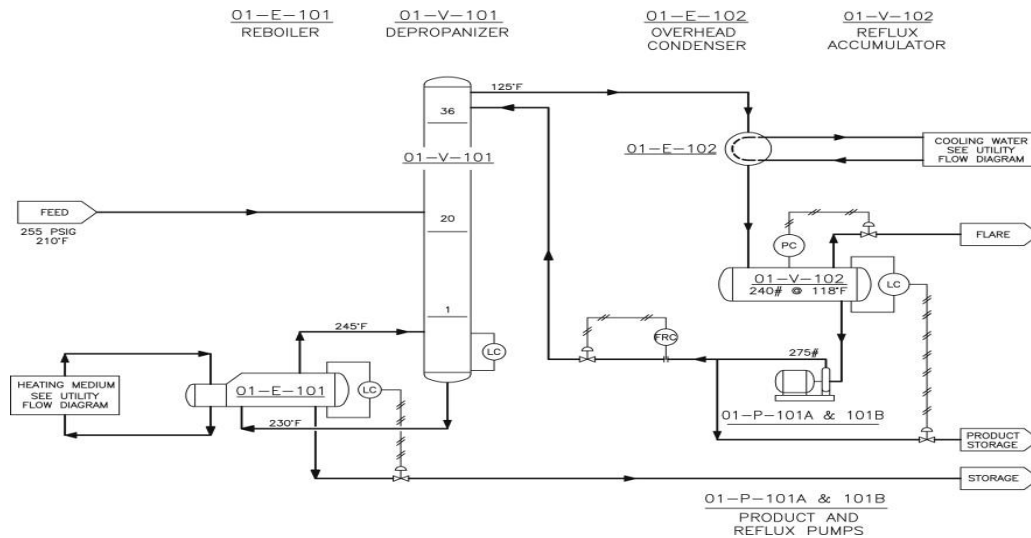 01-E-101
REBOILER
01-V-101
DEPROPANIZER
01-E-102
OVERHEAD
CONDENSER
01-V-102
REFLUX
ACCUMULATOR
125°F
36
01-V-101
01-E-102
COOLING WATER
SEE UTILITY
FLOW DIAGRAM
FEED
255 PSIG
210°F
20
PC
FLARE
01-V-102
240# @ 118°F
LC
1
245°F
LC
FRC
275#
HEATING MEDIUM
SEE UTILITY
FLOW DIAGRAM
01-E-101
LC
230°F
01-P-101A & 101B
PRODUCT
STORAGE
STORAGE
01-P-101A & 101B
PRODUCT AND
REFLUX PUMPS